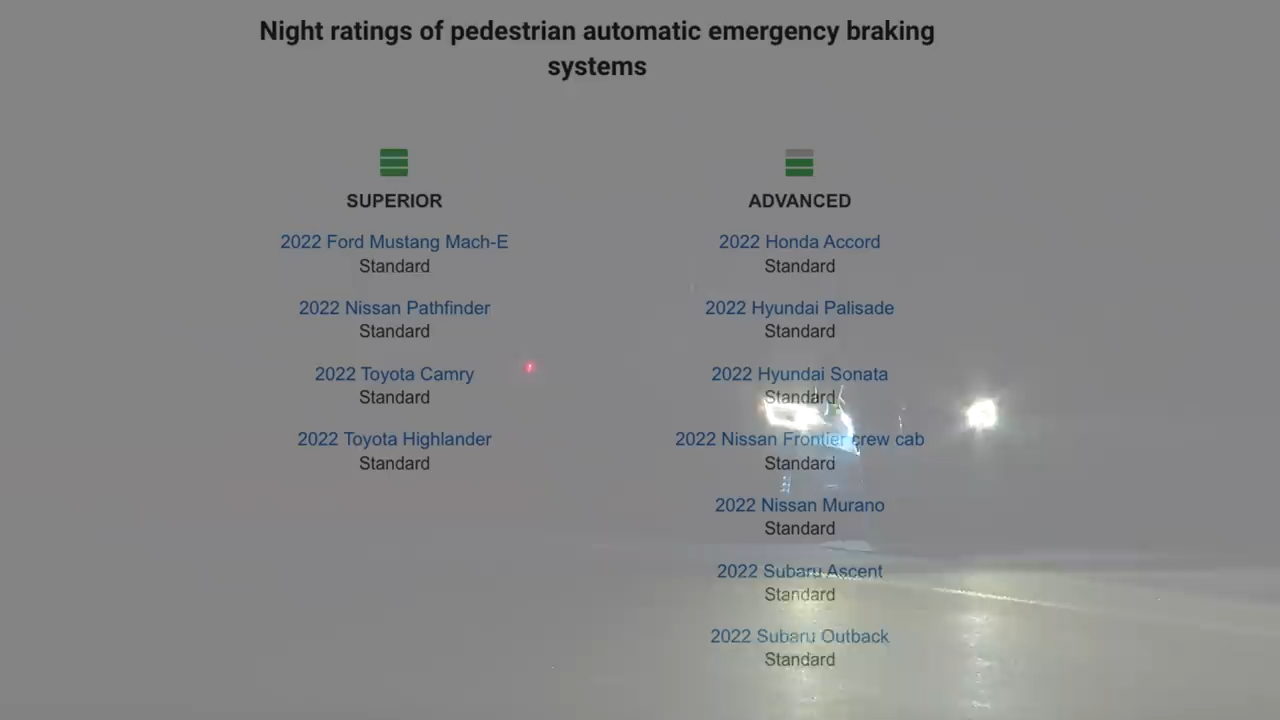 Night ratings of pedestrian automatic emergency braking
systems
SUPERIOR
2022 Ford Mustang Mach-E
Standard
2022 Nissan Pathfinder
Standard
2022 Toyota Camry
Standard
2022 Toyota Highlander
Standard
ADVANCED
2022 Honda Accord
Standard
2022 Hyundai Palisade
Standard
2022 Hyundai Sonata
Standard
2022 Nissan Frontier crew cab
Standard
2022 Nissan Murano
Standard
2022 Subaru Ascent
Standard
2022 Subaru Outback
Standard